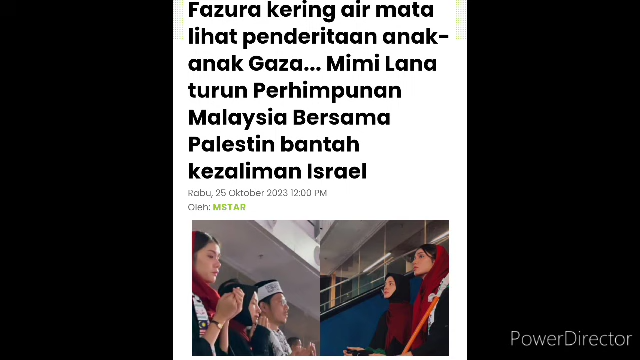 Fazura kering air mata
lihat penderitaan anak-
anak Gaza... Mimi Lana
turun Perhimpunan
Malaysia Bersama
Palestin bantah
kezaliman Israel
Rabu, 25 Oktober 2023 12:00 PM
Oleh: MSTAR
PowerDirector